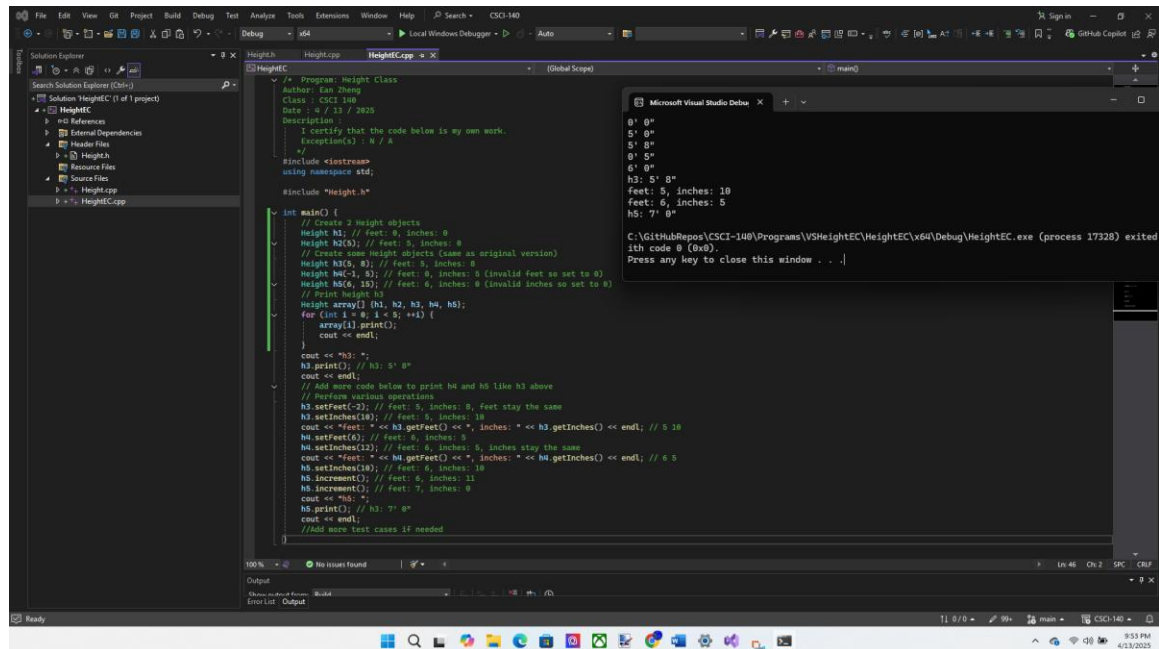 File Edit View Git Project Build Debug Test Analyze Tools Extensions Window Help Search CSCI-140 Sign in
Debug x64 Local Windows Debugger Auto GitHub Copilot
Toolbox
Solution Explorer
Search Solution Explorer (Ctrl+;)
Solution 'HeightEC' (1 of 1 project)
HeightEC
References
External Dependencies
Header Files
Height.h
Resource Files
Source Files
Height.cpp
HeightEC.cpp
Height.h Height.cpp HeightEC.cpp
HeightEC (Global Scope) main()
/* Program: Height Class
Author: Ean Zheng
Class : CSCI 140
Date : 4 / 13 / 2025
Description :
I certify that the code below is my own work.
Exception(s) : N / A
*/
#include <iostream>
using namespace std;
#include "Height.h"
int main() {
// Create 2 Height objects
Height h1; // feet: 0, inches: 0
Height h2(5); // feet: 5, inches: 0
// Create some Height objects (same as original version)
Height h3(5, 8); // feet: 5, inches: 8
Height h4(-1, 5); // feet: 0, inches: 5 (invalid feet so set to 0)
Height h5(6, 15); // feet: 6, inches: 0 (invalid inches so set to 0)
// Print height h3
Height array[] {h1, h2, h3, h4, h5};
for (int i = 0; i < 5; ++i) {
array[i].print();
cout << endl;
}
cout << "h3: ";
h3.print(); // h3: 5' 8"
cout << endl;
// Add more code below to print h4 and h5 like h3 above
// Perform various operations
h3.setFeet(-2); // feet: 5, inches: 8, feet stay the same
h3.setInches(10); // feet: 5, inches: 10
cout << "feet: " << h3.getFeet() << ", inches: " << h3.getInches() << endl; // 5 10
h4.setFeet(6); // feet: 6, inches: 5
h4.setInches(12); // feet: 6, inches: 5, inches stay the same
cout << "feet: " << h4.getFeet() << ", inches: " << h4.getInches() << endl; // 6 5
h5.setInches(10); // feet: 6, inches: 10
h5.increment(); // feet: 6, inches: 11
h5.increment(); // feet: 7, inches: 0
cout << "h5: ";
h5.print(); // h3: 7' 0"
cout << endl;
//Add more test cases if needed
}
Microsoft Visual Studio Debu
0' 0"
5' 0"
5' 8"
0' 5"
6' 0"
h3: 5' 8"
feet: 5, inches: 10
feet: 6, inches: 5
h5: 7' 0"
C:\GitHubRepos\CSCI-140\Programs\VSHeightEC\HeightEC\x64\Debug\HeightEC.exe (process 17328) exited
ith code 0 (0x0).
Press any key to close this window . . .
100% No issues found Ln: 46 Ch: 2 SPC CRLF
Output
Show output from: Build
Error List Output
Ready 0 / 0 99+ main CSCI-140
9:53 PM
4/13/2025